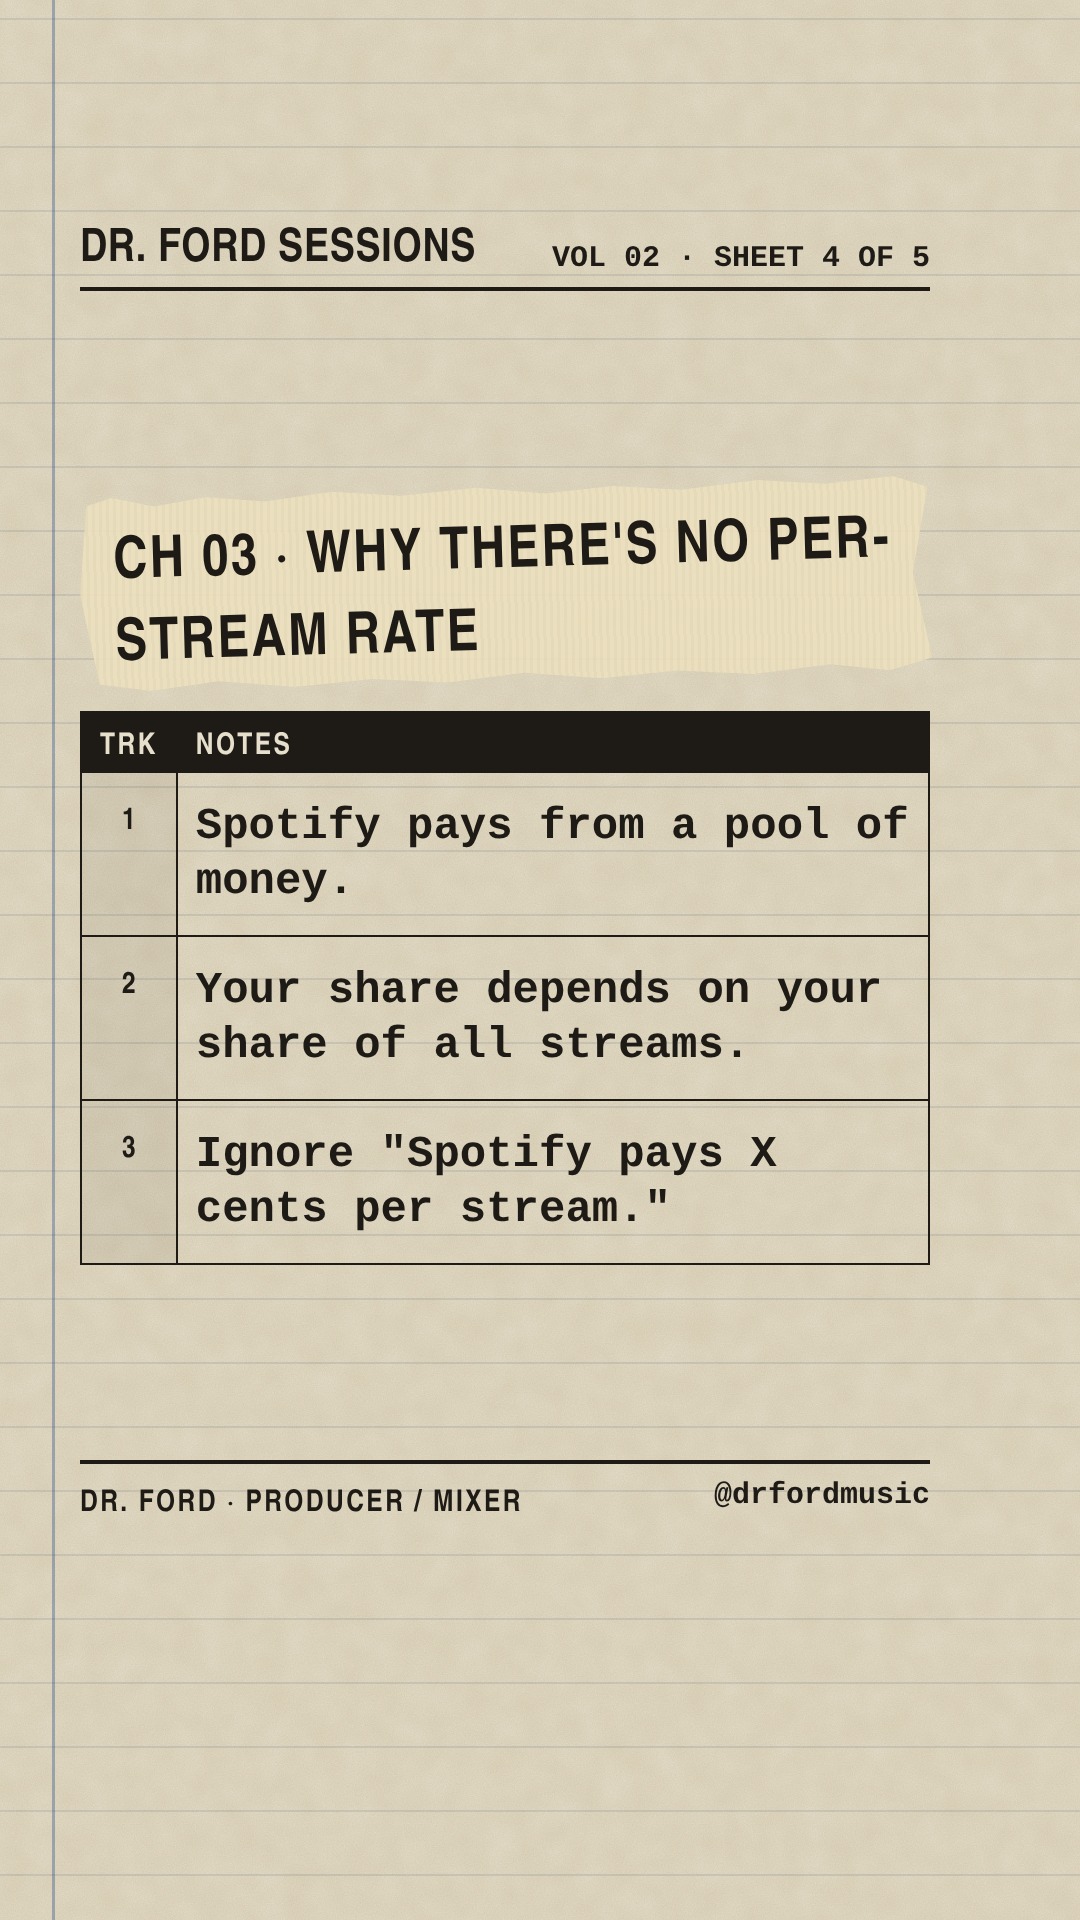 DR. FORD SESSIONS
VOL 02 · SHEET 4 OF 5
CH 03 · WHY THERE'S NO PER-
STREAM RATE
TRK NOTES
1 Spotify pays from a pool of
money.
2 Your share depends on your
share of all streams.
3 Ignore "Spotify pays X
cents per stream."
DR. FORD · PRODUCER / MIXER
@drfordmusic